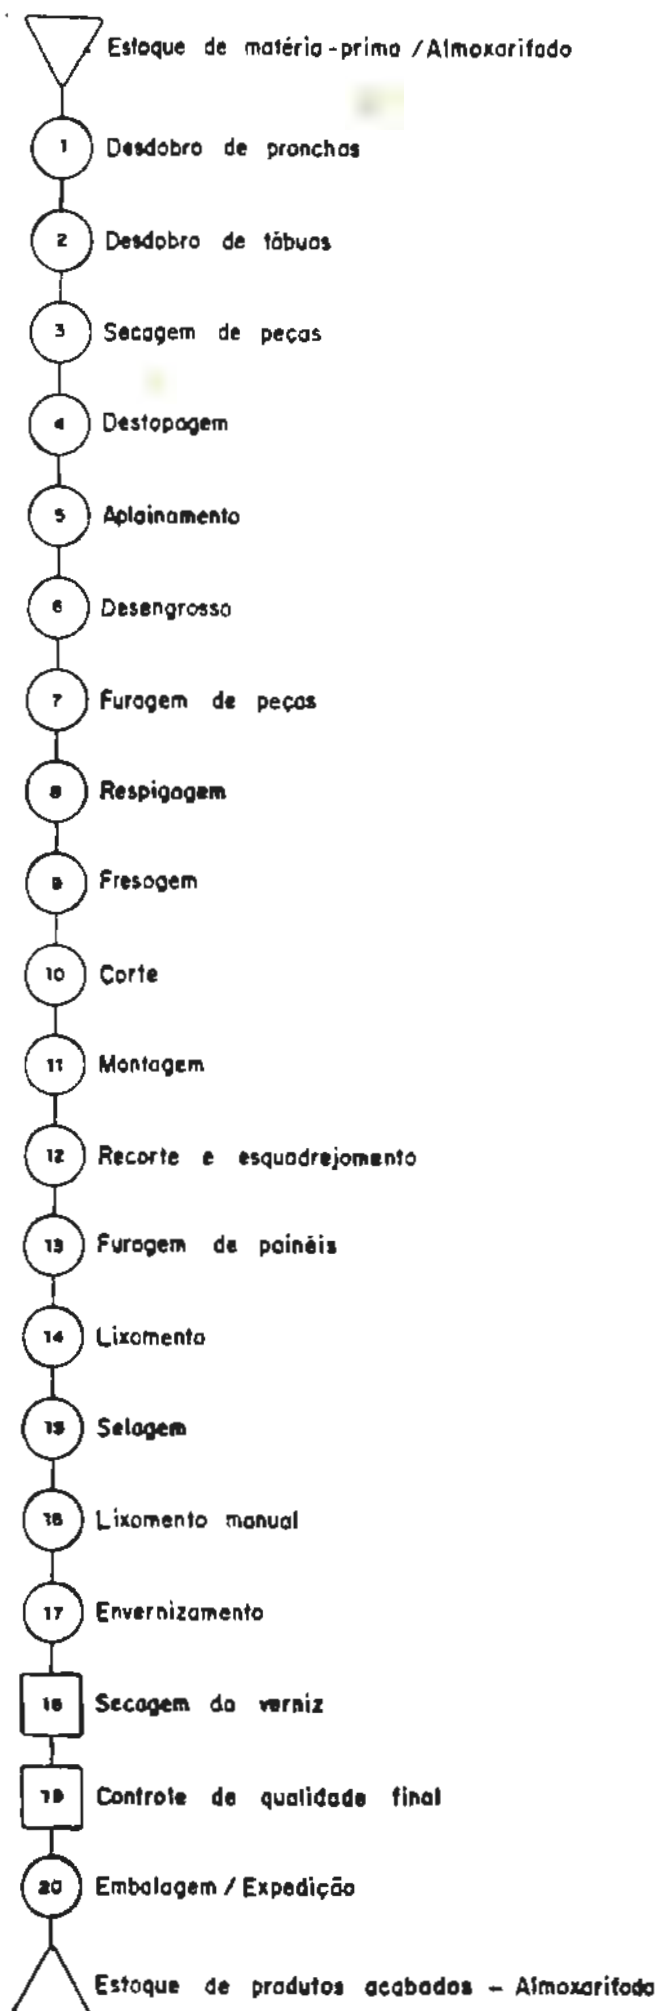 Estoque de matéria-prima / Almoxarifado
1 Desdobro de pranchas
2 Desdobro de tábuas
3 Secagem de peças
4 Destopagem
5 Aplainamento
6 Desengrosso
7 Furagem de peças
8 Respigagem
9 Fresagem
10 Corte
11 Montagem
12 Recorte e esquadrejamento
13 Furagem de painéis
14 Lixamento
15 Selagem
16 Lixamento manual
17 Envernizamento
18 Secagem do verniz
19 Controle de qualidade final
20 Embalagem / Expedição
Estoque de produtos acabados - Almoxarifado